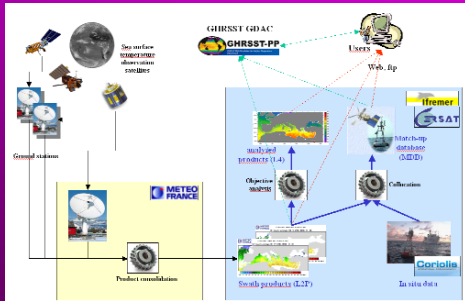 GHRSST GDAC
GHRSST-PP
Users
Sea surface
temperature
observation
satellites
Web, ftp
Ifremer
CERSAT
Ground stations
analysed
products (L4)
Match-up
database
(MDB)
METEO
FRANCE
Objective
analysis
Collocation
Product consolidation
Swath products (L2P)
In situ data
Coriolis